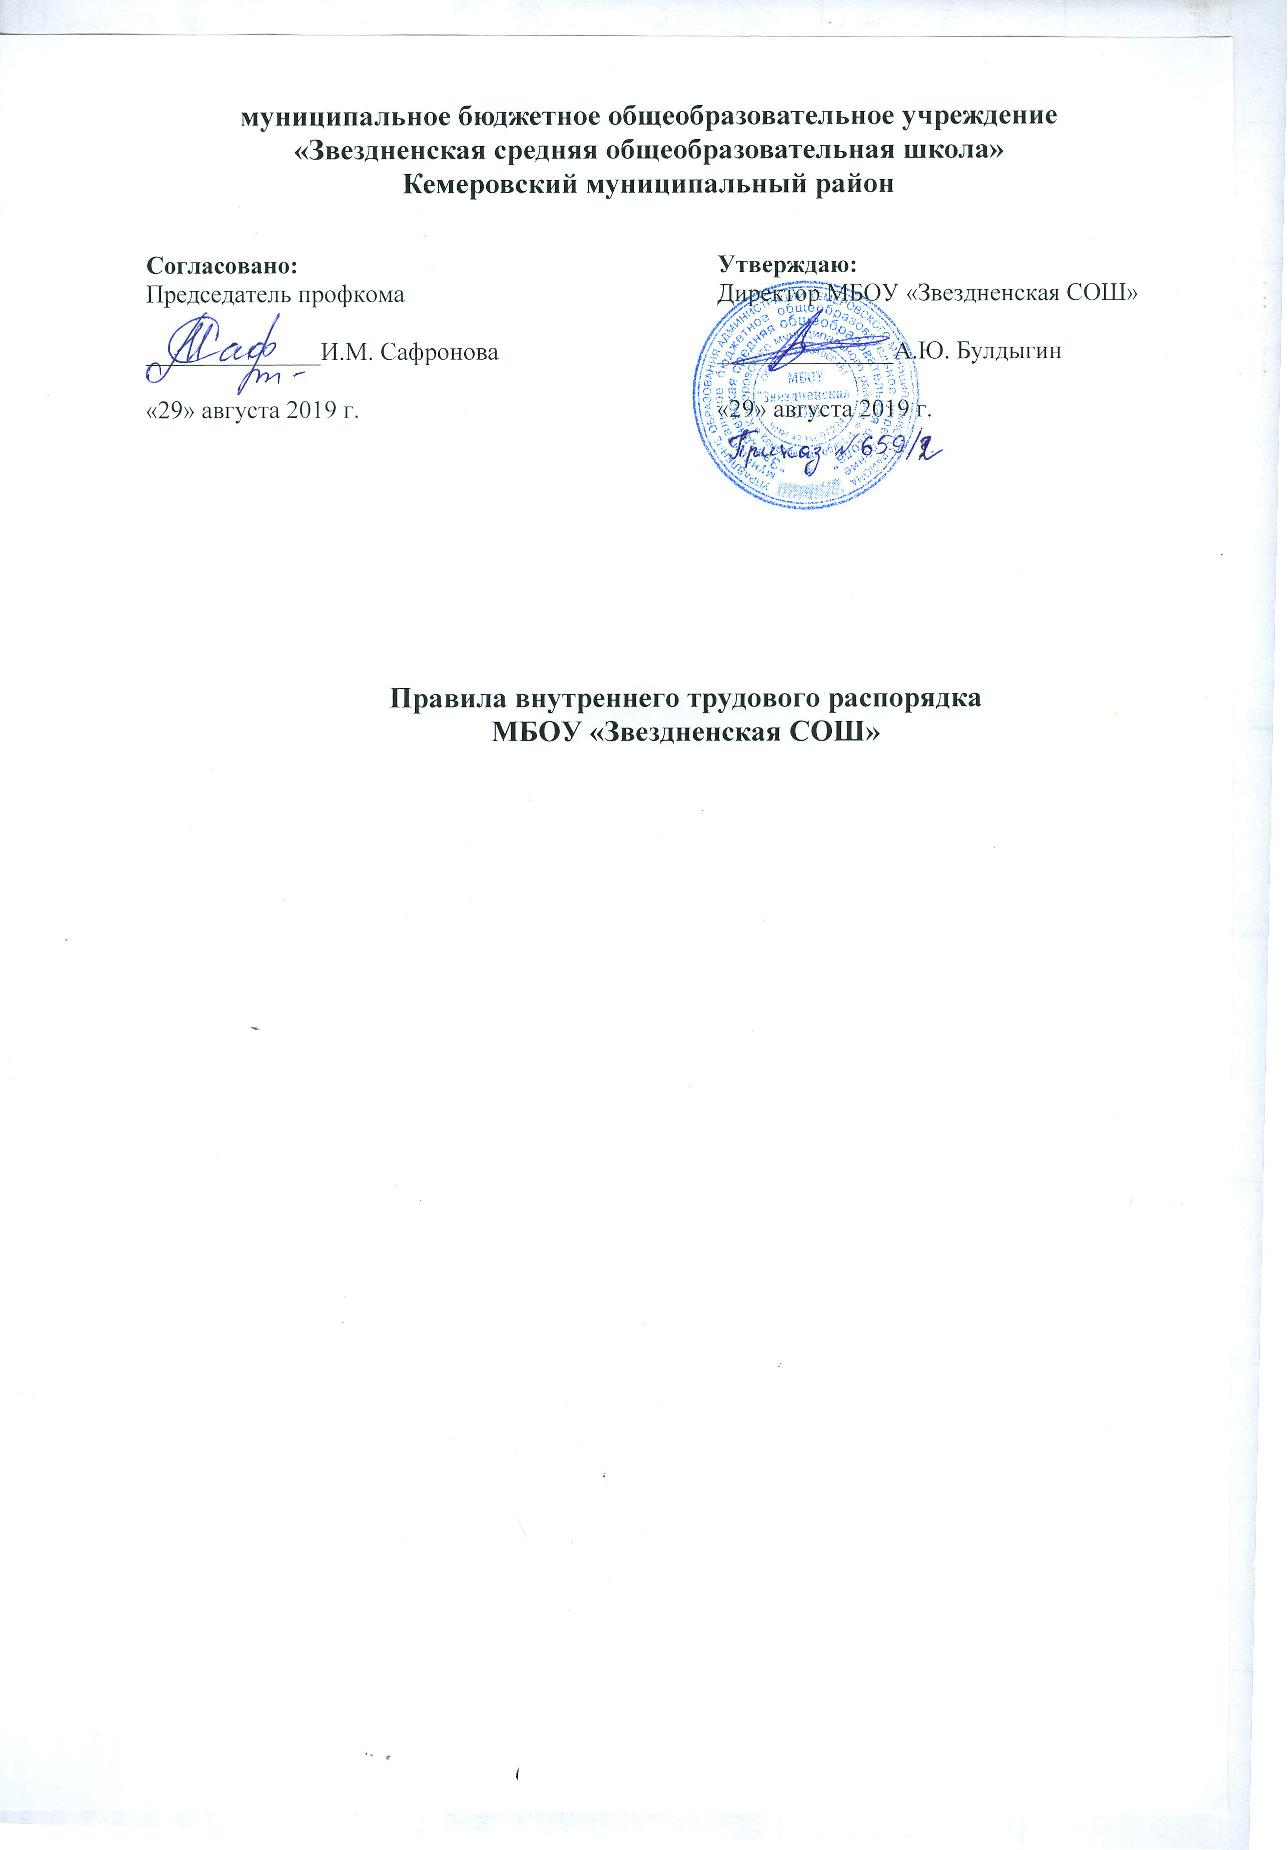 муниципальное бюджетное общеобразовательное учреждение
«Звездненская средняя общеобразовательная школа»
Кемеровский муниципальный район
Согласовано:
Председатель профкома
И.М. Сафронова
«29» августа 2019 г.
Утверждаю:
Директор МБОУ «Звездненская СОШ»
А.Ю. Булдыгин
«29» августа 2019 г.
Приказ № 659/2
МБОУ
"Звездненская
Правила внутреннего трудового распорядка
МБОУ «Звездненская СОШ»